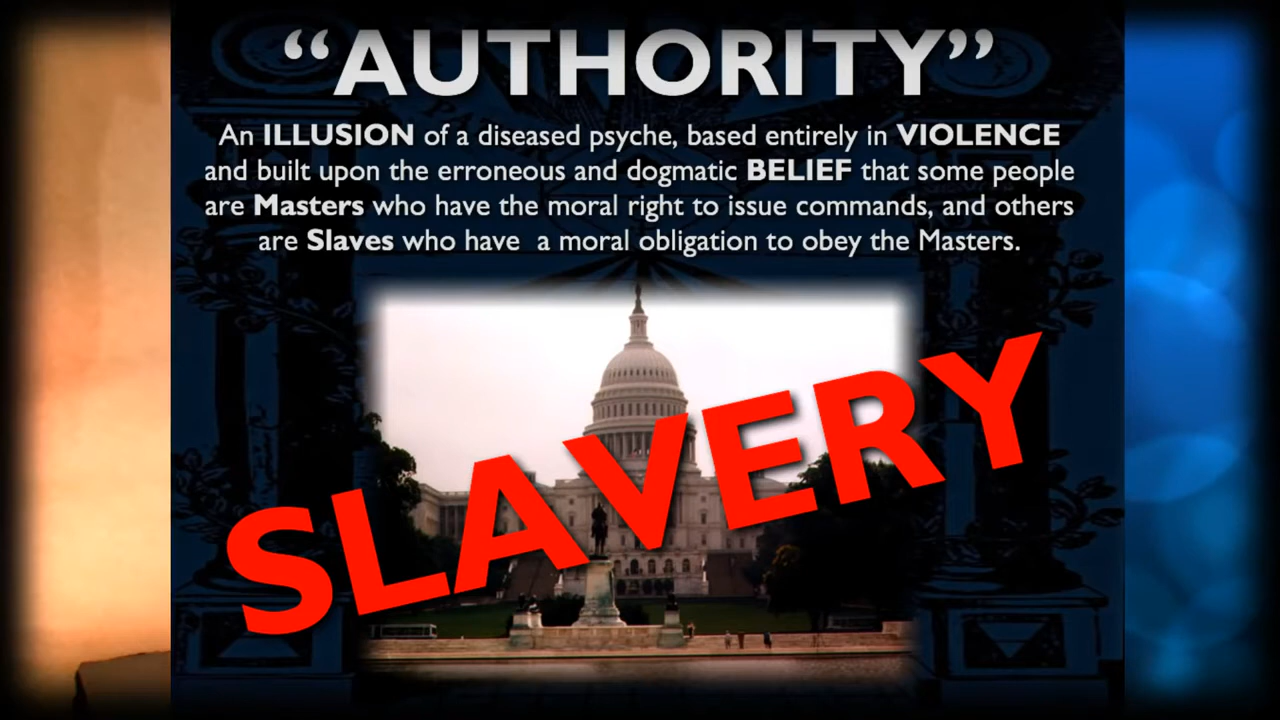 “AUTHORITY”
An ILLUSION of a diseased psyche, based entirely in VIOLENCE
and built upon the erroneous and dogmatic BELIEF that some people
are Masters who have the moral right to issue commands, and others
are Slaves who have  a moral obligation to obey the Masters.
SLAVERY